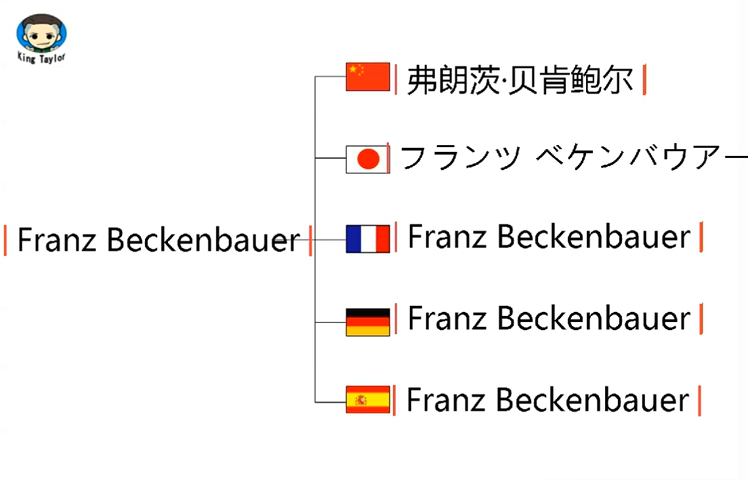 King Taylor
弗朗茨·贝肯鲍尔
フランツ ベケンバウアー
Franz Beckenbauer
Franz Beckenbauer
Franz Beckenbauer
Franz Beckenbauer